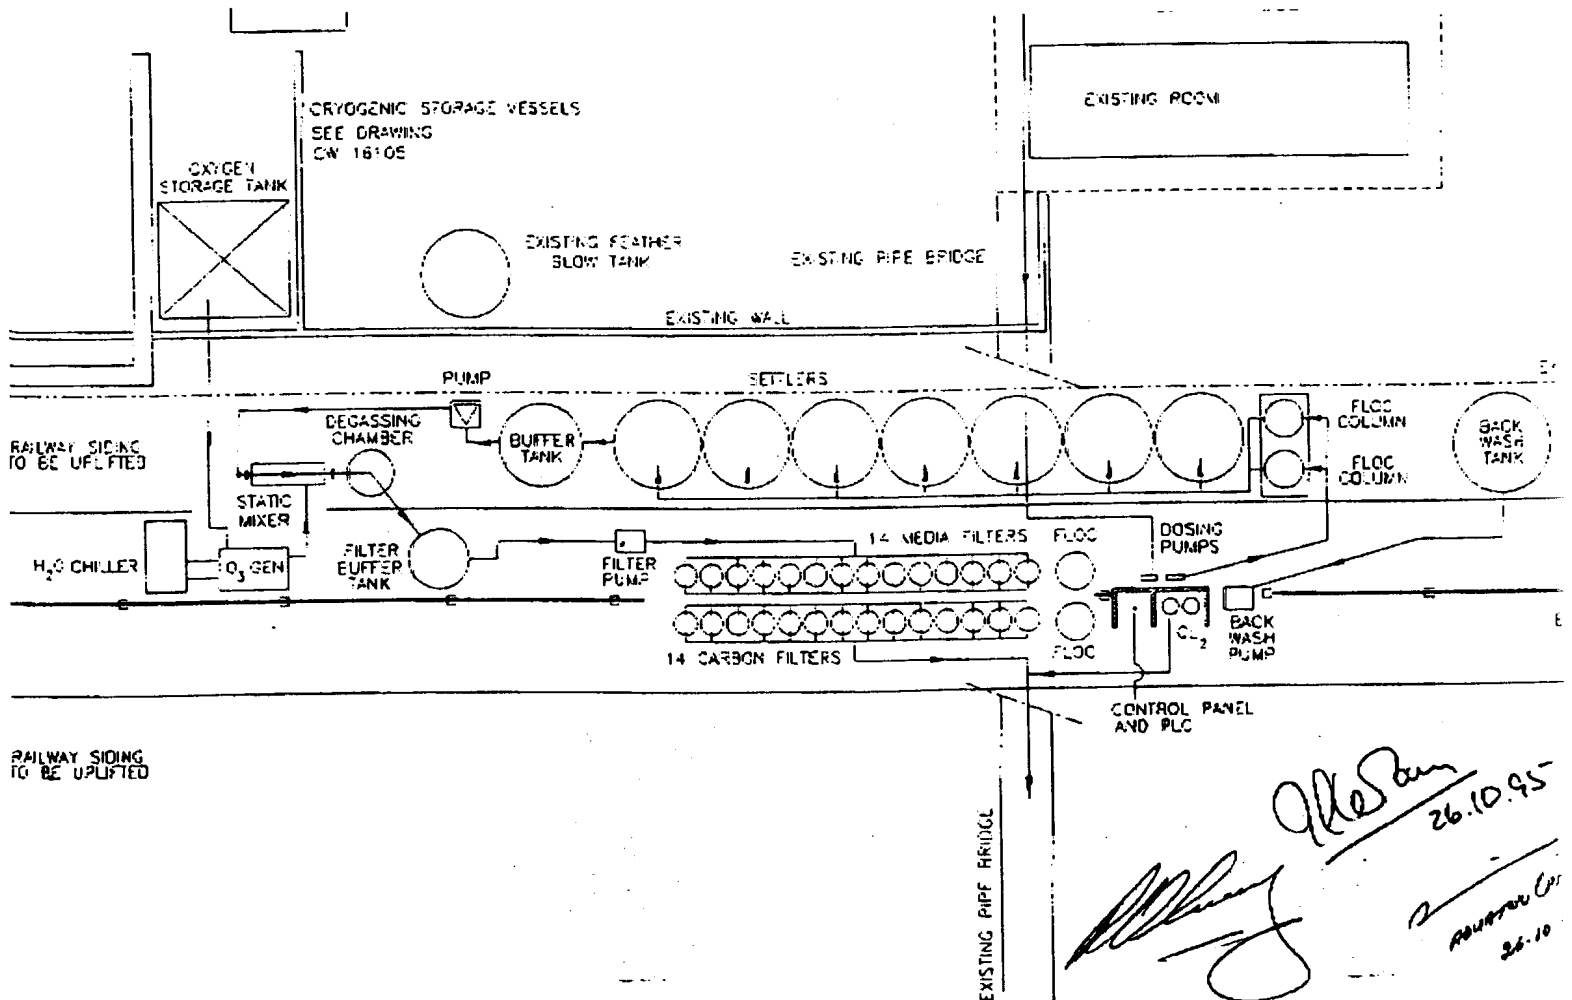 EXISTING ROOM
CRYOGENIC STORAGE VESSELS
SEE DRAWING
CW 16105
OXYGEN
STORAGE TANK
EXISTING FEATHER
BLOW TANK
EXISTING PIPE BRIDGE
EXISTING WALL
PUMP
SETTLERS
DEGASSING
CHAMBER
BUFFER
TANK
FLOC
COLUMN
FLOC
COLUMN
BACK
WASH
TANK
RAILWAY SIDING
TO BE UPLIFTED
STATIC
MIXER
H2O CHILLER
O3 GEN
FILTER
BUFFER
TANK
FILTER
PUMP
14 MEDIA FILTERS
FLOC
DOSING
PUMPS
14 CARBON FILTERS
FLOC
CL2
BACK
WASH
PUMP
CONTROL PANEL
AND PLC
RAILWAY SIDING
TO BE UPLIFTED
EXISTING PIPE BRIDGE
26.10.95
26-10